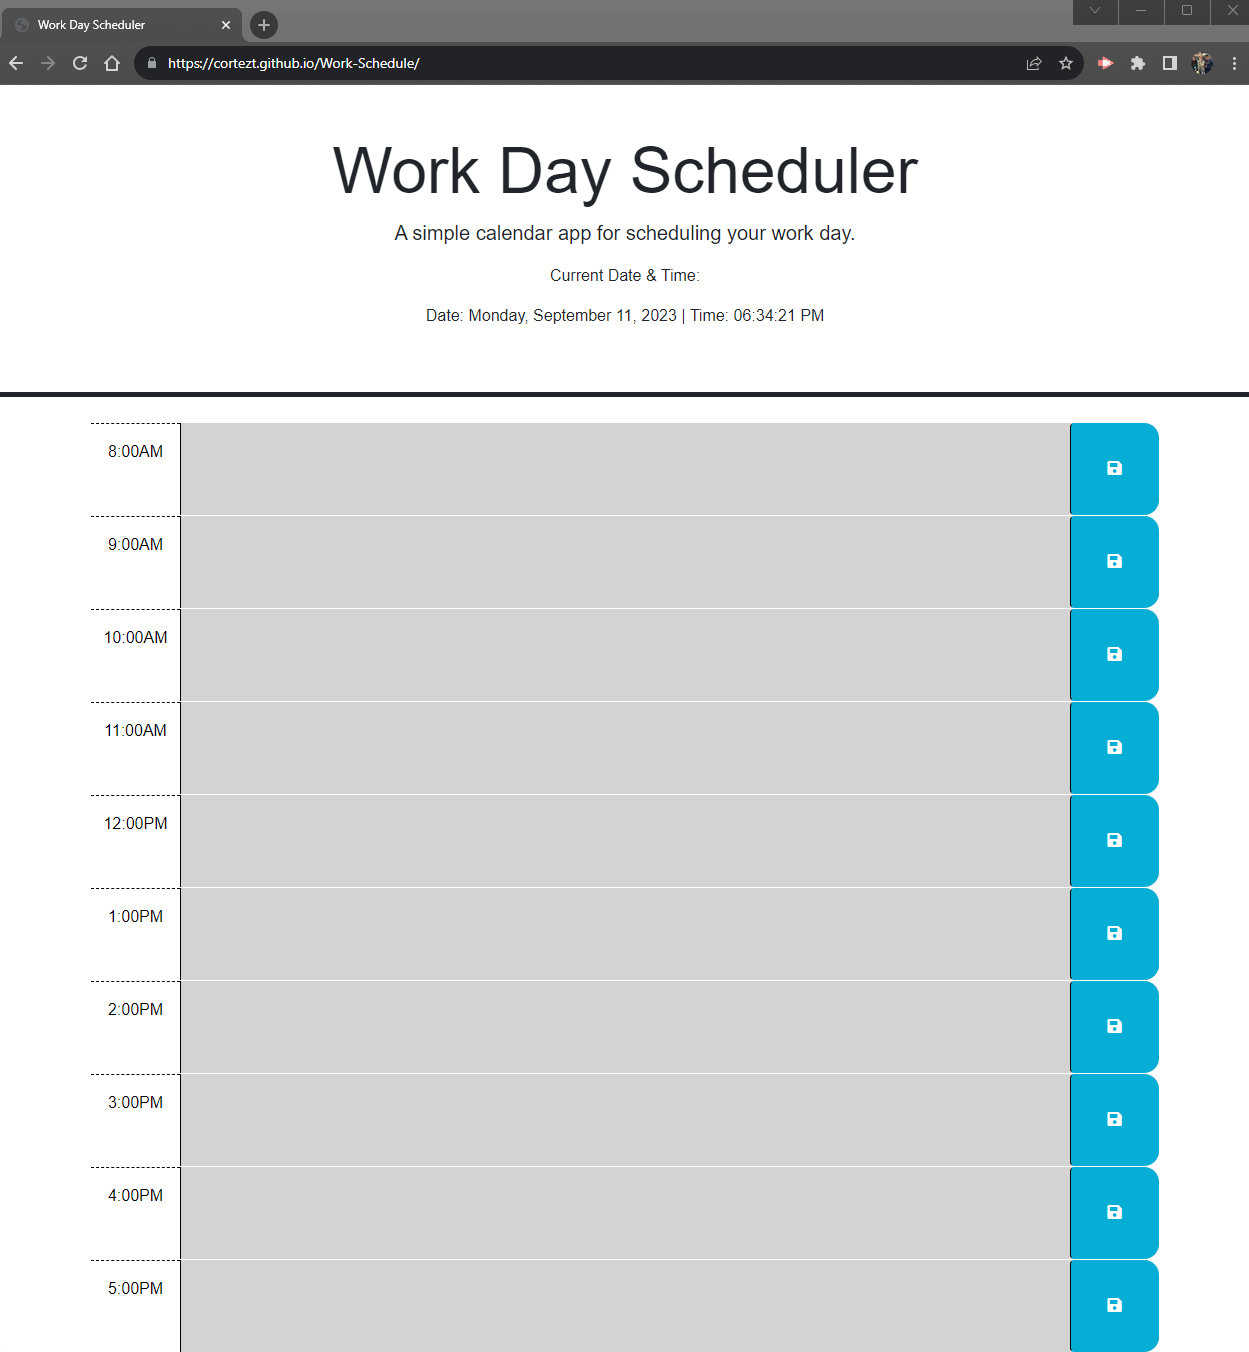 Work Day Scheduler
https://cortezt.github.io/Work-Schedule/
Work Day Scheduler
A simple calendar app for scheduling your work day.
Current Date & Time:
Date: Monday, September 11, 2023 | Time: 06:34:21 PM
8:00AM
9:00AM
10:00AM
11:00AM
12:00PM
1:00PM
2:00PM
3:00PM
4:00PM
5:00PM